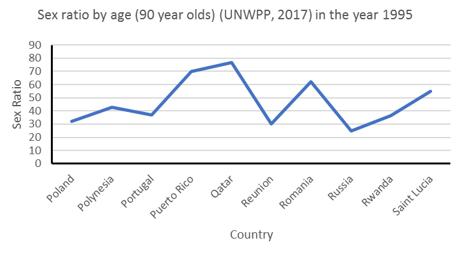 Sex ratio by age (90 year olds) (UNWPP, 2017) in the year 1995
Sex Ratio
90
80
70
60
50
40
30
20
10
0
Poland
Polynesia
Portugal
Puerto Rico
Qatar
Reunion
Romania
Russia
Rwanda
Saint Lucia
Country